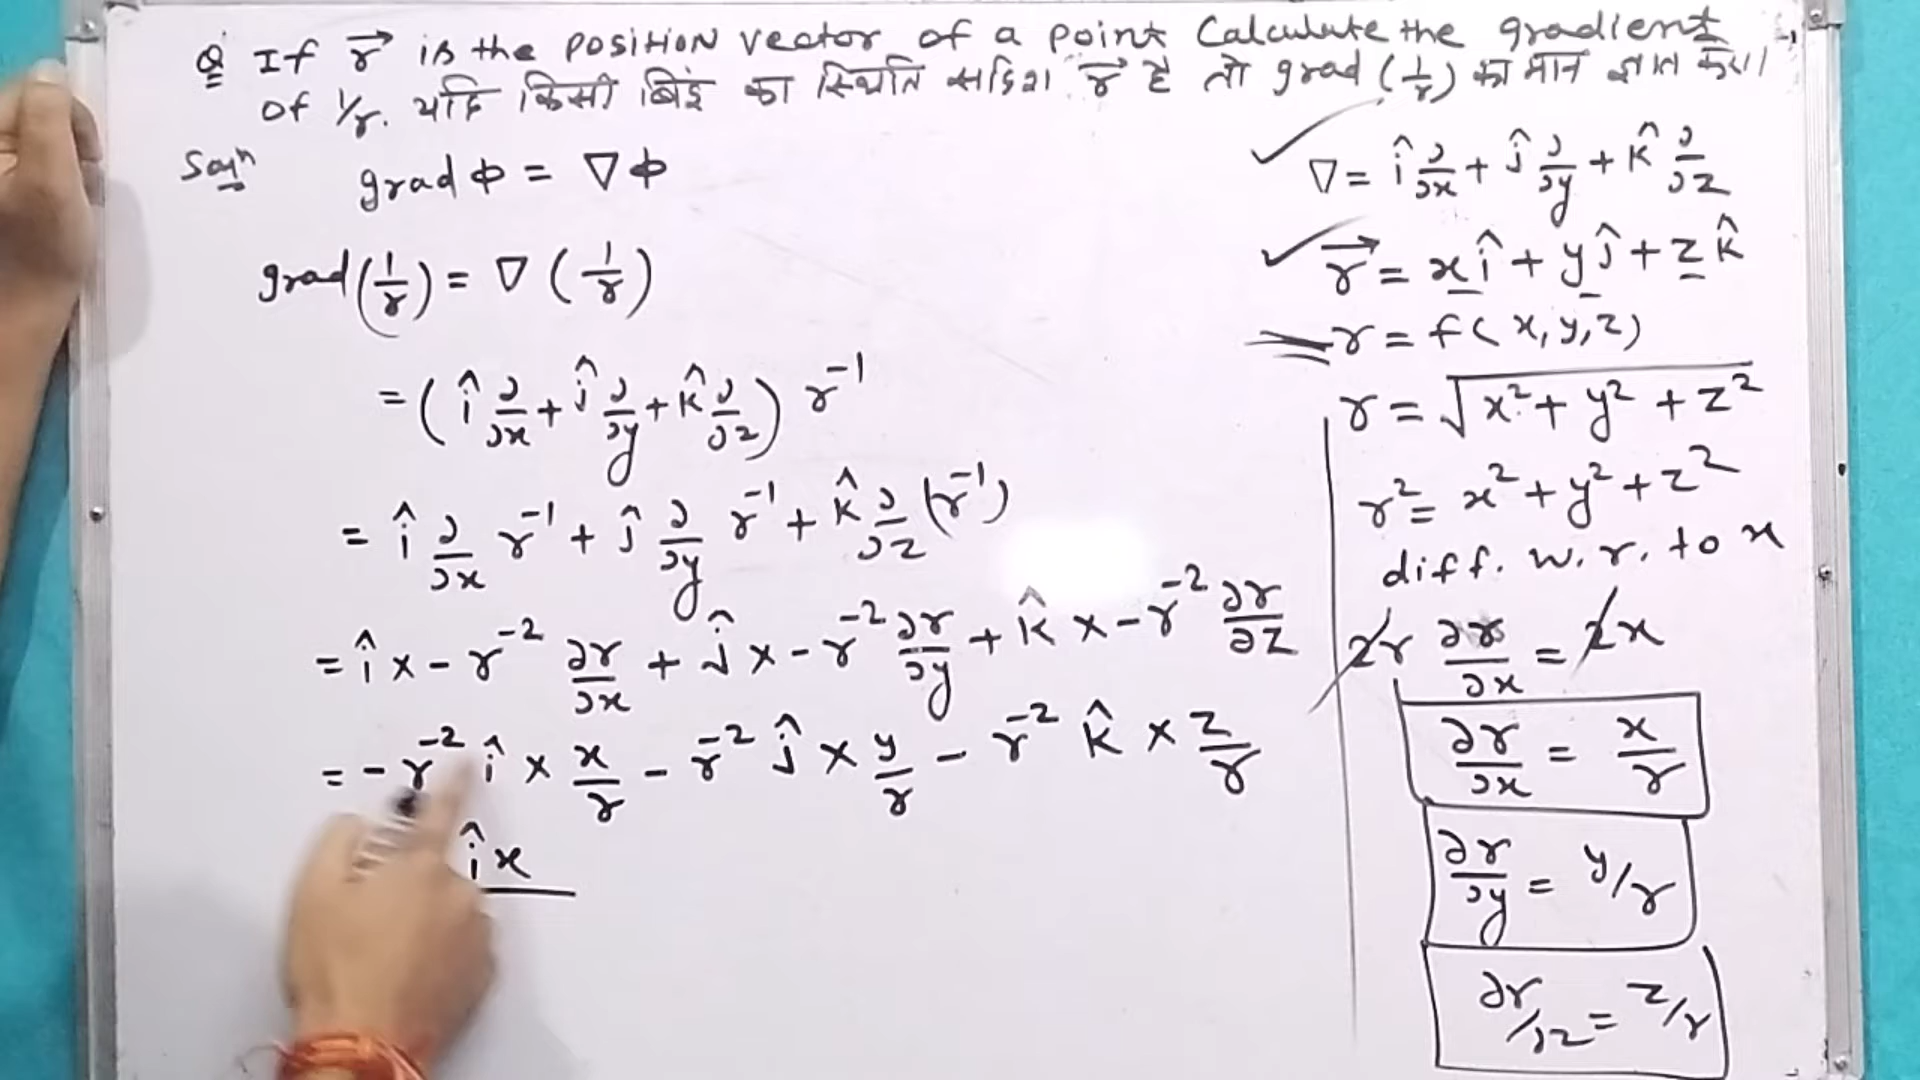 Q If r⃗ is the position vector of a point Calculate the gradient
of 1/r. यदि किसी बिंदु का स्थिति सदिश r⃗ है तो grad (1/r) का मान ज्ञात करो।
Solⁿ grad ϕ = ∇ϕ
grad(1/r) = ∇(1/r)
= (î ∂/∂x + ĵ ∂/∂y + k̂ ∂/∂z) r⁻¹
= î ∂/∂x r⁻¹ + ĵ ∂/∂y r⁻¹ + k̂ ∂/∂z (r⁻¹)
= î × - r⁻² ∂r/∂x + ĵ × - r⁻² ∂r/∂y + k̂ × - r⁻² ∂r/∂z
= - r⁻² î × x/r - r⁻² ĵ × y/r - r⁻² k̂ × z/r
î x
∇ = î ∂/∂x + ĵ ∂/∂y + k̂ ∂/∂z
r⃗ = xî + yĵ + zk̂
r = f(x, y, z)
r = √x² + y² + z²
r² = x² + y² + z²
diff. w. r. to x
2r ∂r/∂x = 2x
∂r/∂x = x/r
∂r/∂y = y/r
∂r/∂z = z/r